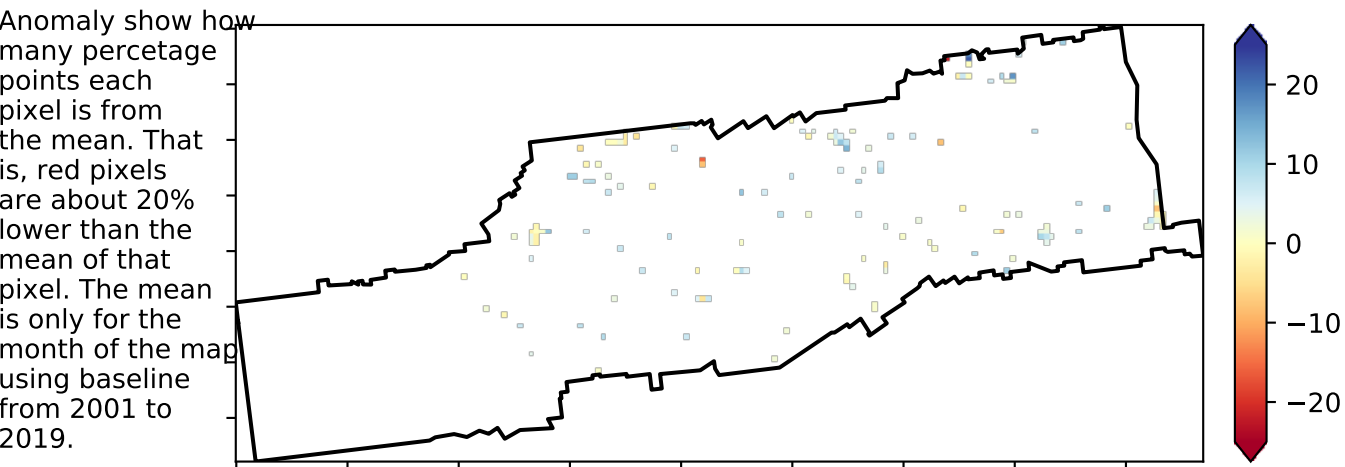 Anomaly show how
many percetage
points each
pixel is from
the mean. That
is, red pixels
are about 20%
lower than the
mean of that
pixel. The mean
is only for the
month of the map
using baseline
from 2001 to
2019.
20
10
0
−10
−20